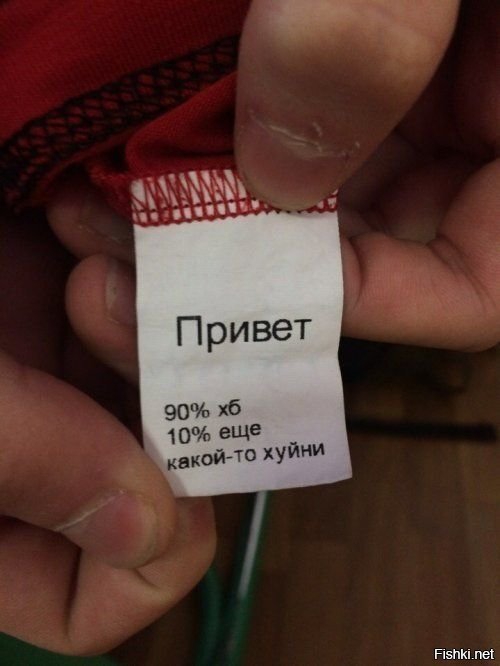 Привет
90% хб
10% еще
какой-то хуйни
Fishki.net